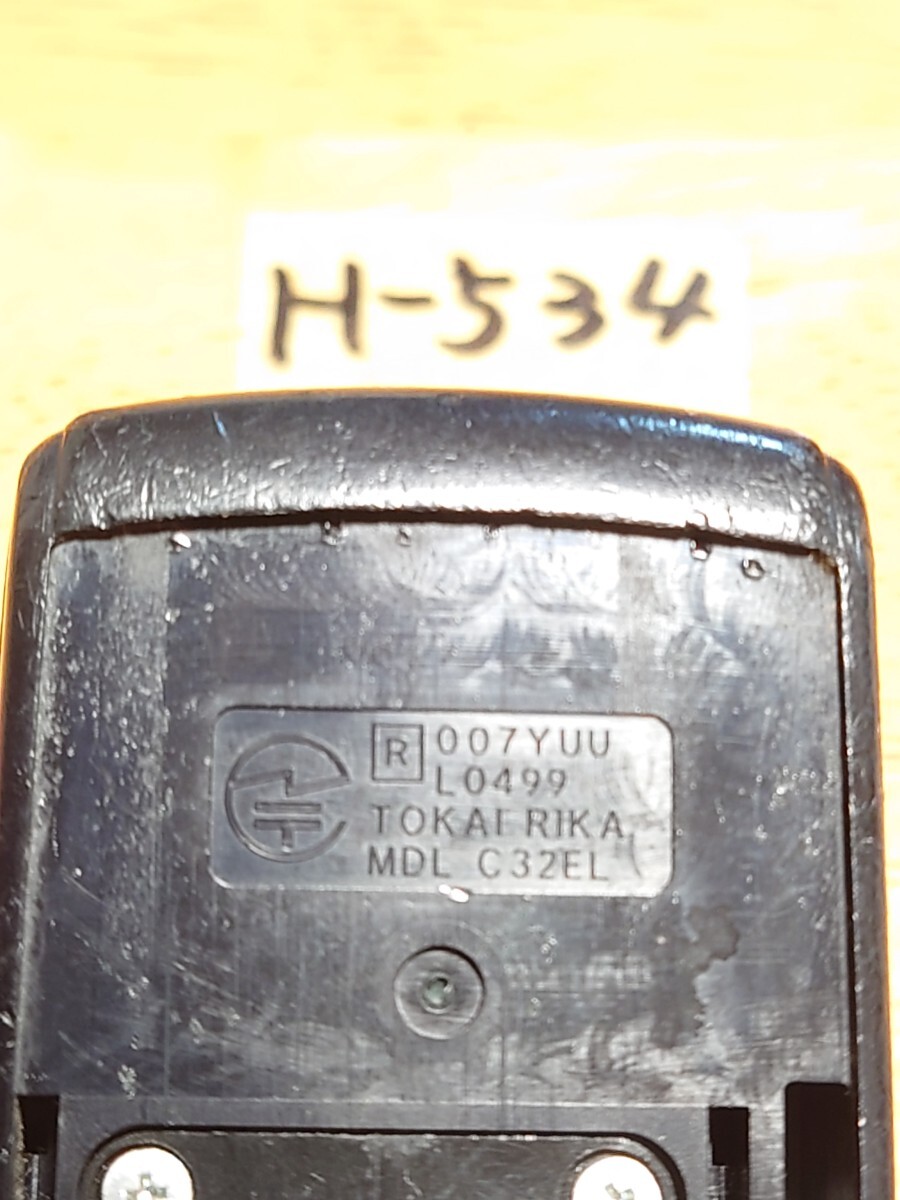 H-534
R 007YUU
L0499
TOKAI RIKA
MDL C32EL